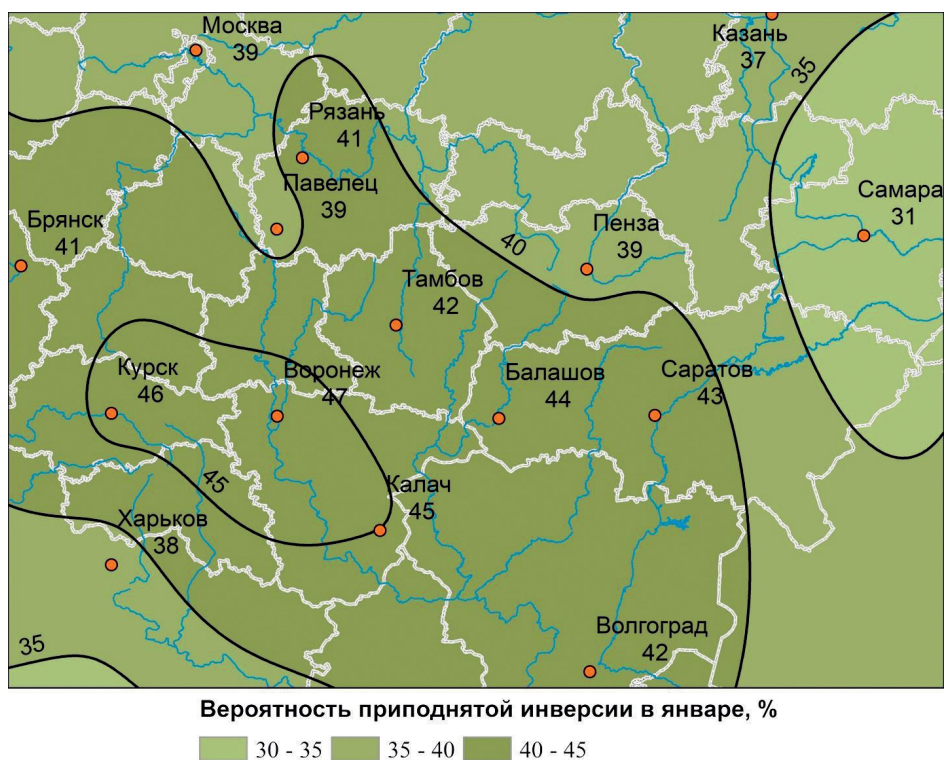 Москва
39
Казань
37
35
Рязань
41
Павелец
39
Самара
31
Брянск
41
Пенза
39
40
Тамбов
42
Курск
46
Воронеж
47
Балашов
44
Саратов
43
45
Калач
45
Харьков
38
Волгоград
42
35
Вероятность приподнятой инверсии в январе, %
30 - 35
35 - 40
40 - 45